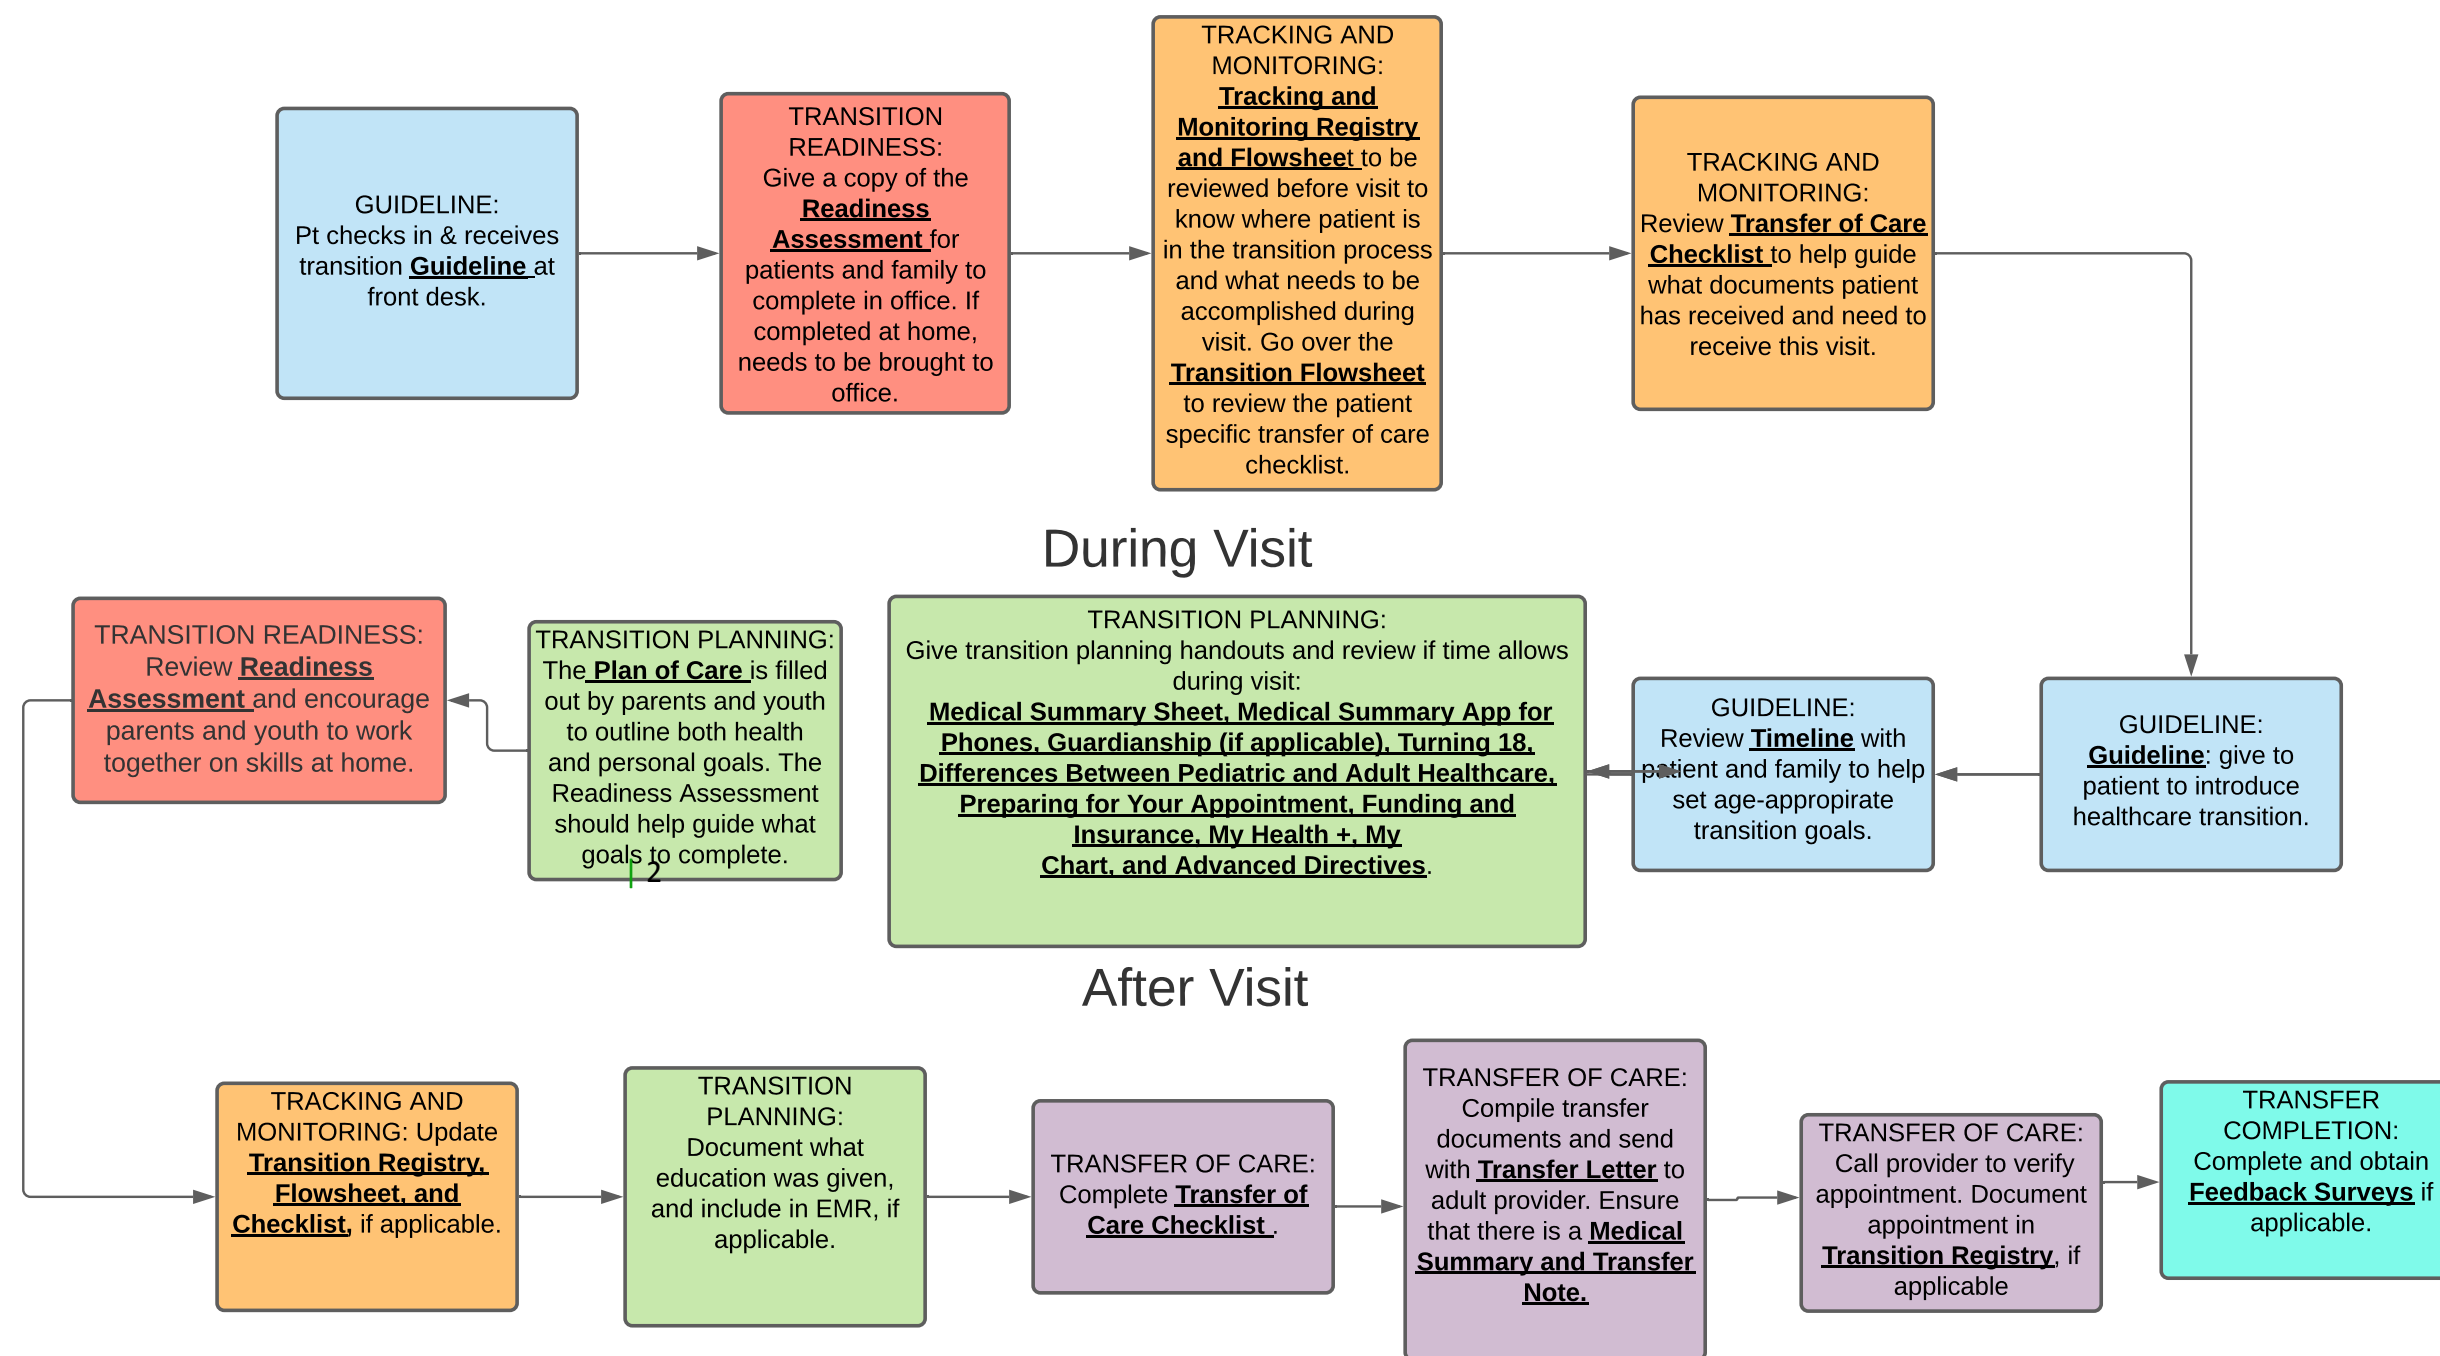 GUIDELINE:
Pt checks in & receives
transition Guideline at
front desk.
TRANSITION
READINESS:
Give a copy of the
Readiness
Assessment for
patients and family to
complete in office. If
completed at home,
needs to be brought to
office.
TRACKING AND
MONITORING:
Tracking and
Monitoring Registry
and Flowsheet to be
reviewed before visit to
know where patient is
in the transition process
and what needs to be
accomplished during
visit. Go over the
Transition Flowsheet
to review the patient
specific transfer of care
checklist.
TRACKING AND
MONITORING:
Review Transfer of Care
Checklist to help guide
what documents patient
has received and need to
receive this visit.
During Visit
GUIDELINE:
Guideline: give to
patient to introduce
healthcare transition.
GUIDELINE:
Review Timeline with
patient and family to help
set age-appropirate
transition goals.
TRANSITION PLANNING:
Give transition planning handouts and review if time allows
during visit:
Medical Summary Sheet, Medical Summary App for
Phones, Guardianship (if applicable), Turning 18,
Differences Between Pediatric and Adult Healthcare,
Preparing for Your Appointment, Funding and
Insurance, My Health +, My
Chart, and Advanced Directives.
TRANSITION PLANNING:
The Plan of Care is filled
out by parents and youth
to outline both health
and personal goals. The
Readiness Assessment
should help guide what
goals to complete.
| 2
TRANSITION READINESS:
Review Readiness
Assessment and encourage
parents and youth to work
together on skills at home.
After Visit
TRACKING AND
MONITORING: Update
Transition Registry,
Flowsheet, and
Checklist, if applicable.
TRANSITION
PLANNING:
Document what
education was given,
and include in EMR, if
applicable.
TRANSFER OF CARE:
Complete Transfer of
Care Checklist .
TRANSFER OF CARE:
Compile transfer
documents and send
with Transfer Letter to
adult provider. Ensure
that there is a Medical
Summary and Transfer
Note.
TRANSFER OF CARE:
Call provider to verify
appointment. Document
appointment in
Transition Registry, if
applicable
TRANSFER
COMPLETION:
Complete and obtain
Feedback Surveys if
applicable.